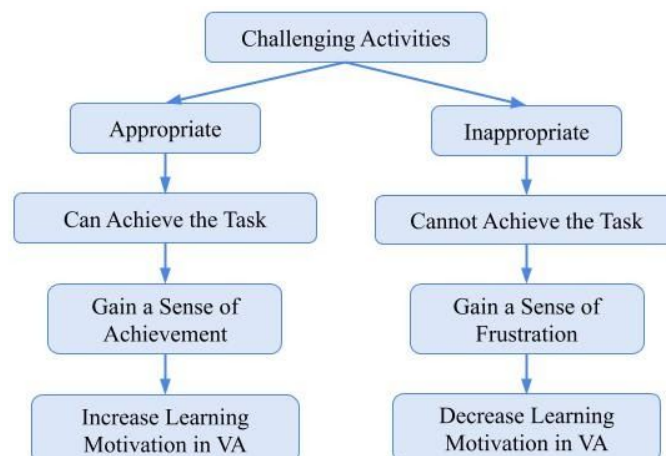 Challenging Activities
Appropriate
Inappropriate
Can Achieve the Task
Cannot Achieve the Task
Gain a Sense of
Achievement
Gain a Sense of
Frustration
Increase Learning
Motivation in VA
Decrease Learning
Motivation in VA